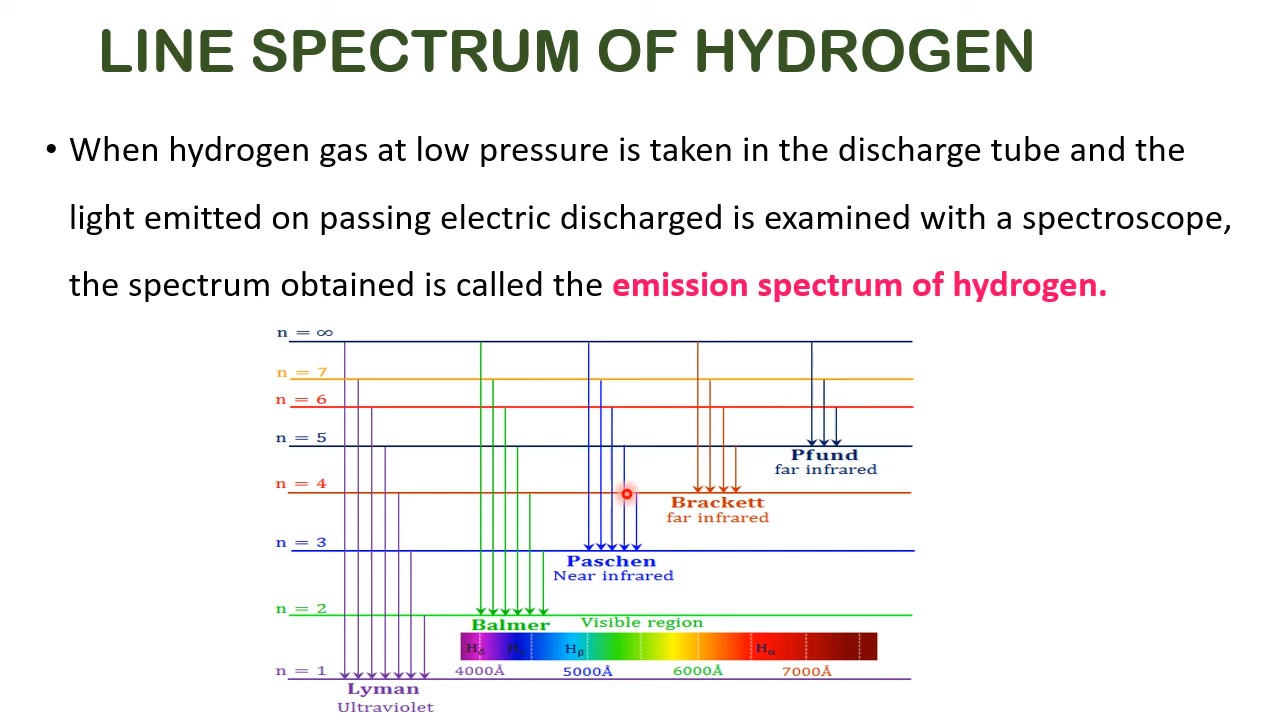 LINE SPECTRUM OF HYDROGEN
• When hydrogen gas at low pressure is taken in the discharge tube and the
light emitted on passing electric discharged is examined with a spectroscope,
the spectrum obtained is called the emission spectrum of hydrogen.
n = ∞
n = 7
n = 6
n = 5
Pfund
far infrared
n = 4
Brackett
far infrared
n = 3
Paschen
Near infrared
n = 2
Balmer Visible region
Hδ Hγ Hβ Hα
4000Å 5000Å 6000Å 7000Å
n = 1
Lyman
Ultraviolet